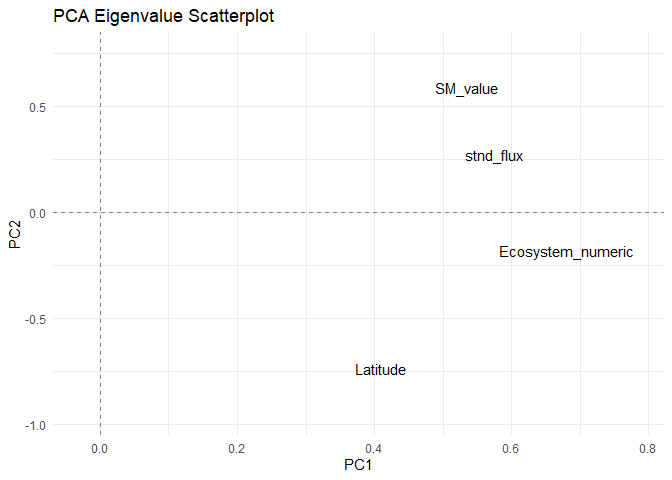 PCA Eigenvalue Scatterplot
SM_value
0.5
stnd_flux
0.0
PC2
Ecosystem_numeric
-0.5
Latitude
-1.0
0.0 0.2 0.4 0.6 0.8
PC1